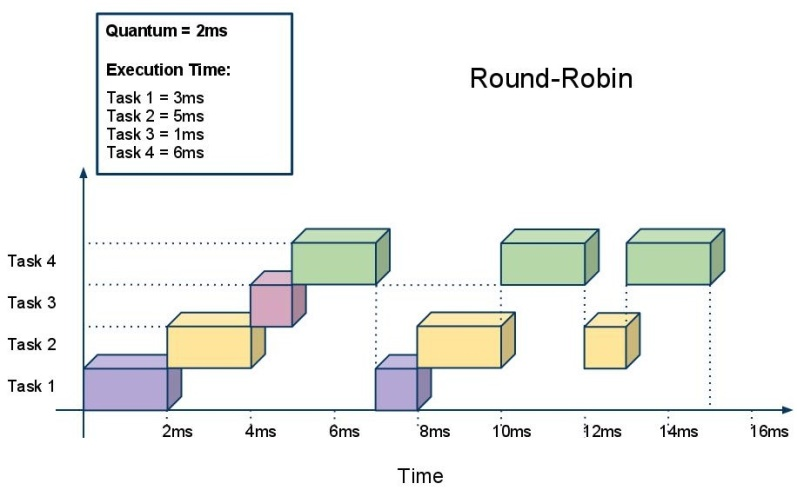 Quantum = 2ms
Execution Time:
Task 1 = 3ms
Task 2 = 5ms
Task 3 = 1ms
Task 4 = 6ms
Round-Robin
Task 4
Task 3
Task 2
Task 1
2ms 4ms 6ms 8ms 10ms 12ms 14ms 16ms
Time